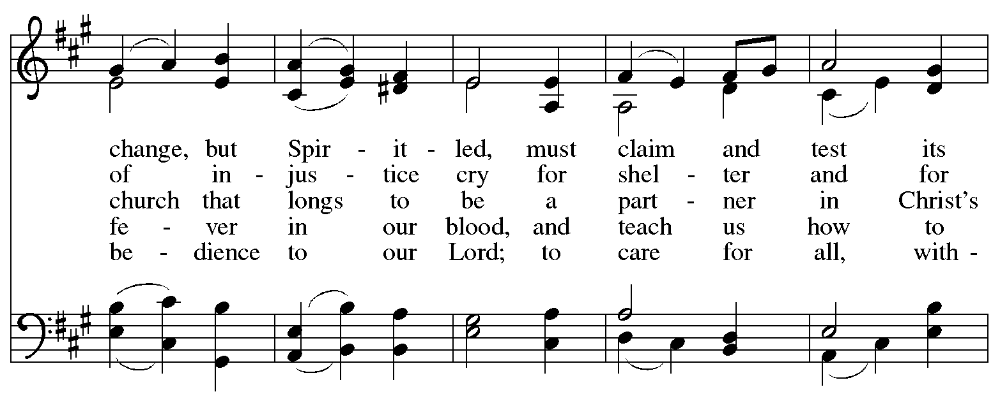 change, but Spir - it - led, must claim and test its
of in - jus - tice cry for shel - ter and for
church that longs to be a part - ner in Christ's
fe - ver in our blood, and teach us how to
be - dience to our Lord; to care for all, with -